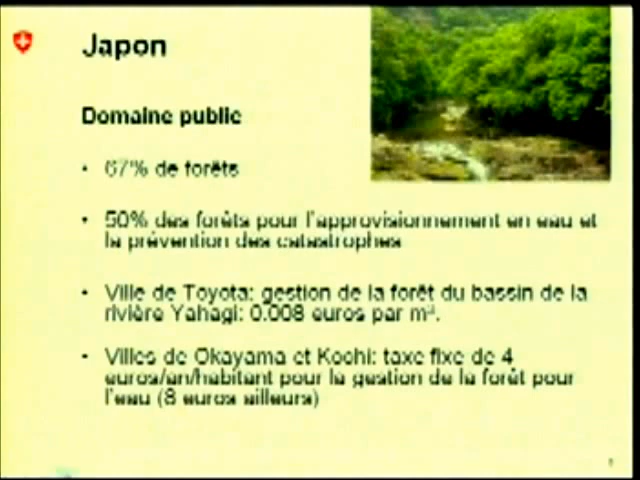 Japon
Domaine public
• 67% de forêts
• 50% des forêts pour l'approvisionnement en eau et
la prévention des catastrophes
• Ville de Toyota: gestion de la forêt du bassin de la
rivière Yahagi: 0.008 euros par m³.
• Villes de Okayama et Kochi: taxe fixe de 4
euros/an/habitant pour la gestion de la forêt pour
l'eau (8 euros ailleurs)